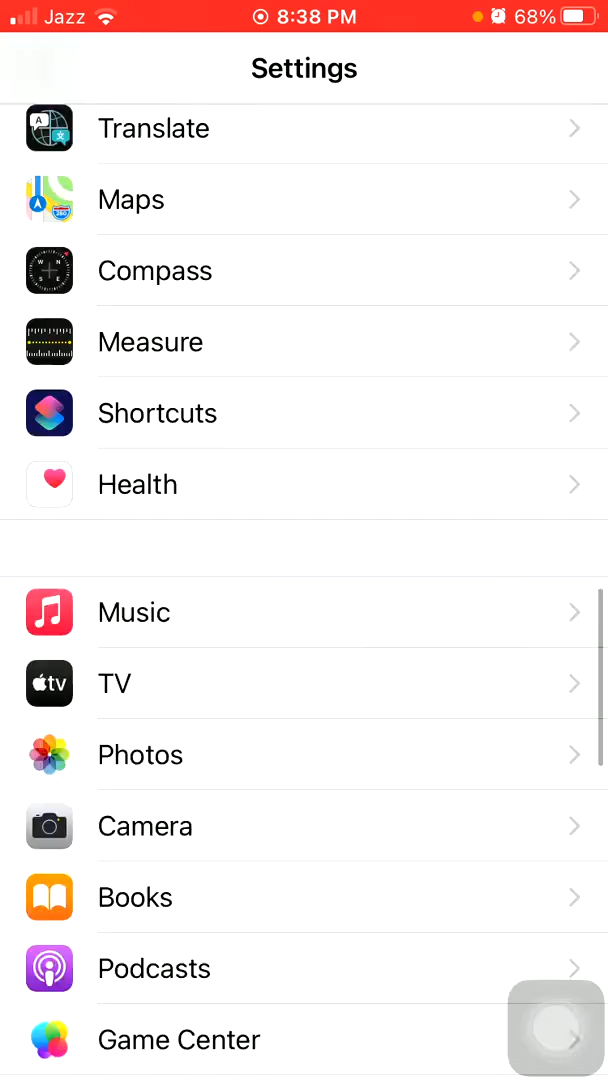 Jazz 8:38 PM 68%
Settings
Translate
Maps
Compass
Measure
Shortcuts
Health
Music
tv TV
Photos
Camera
Books
Podcasts
Game Center